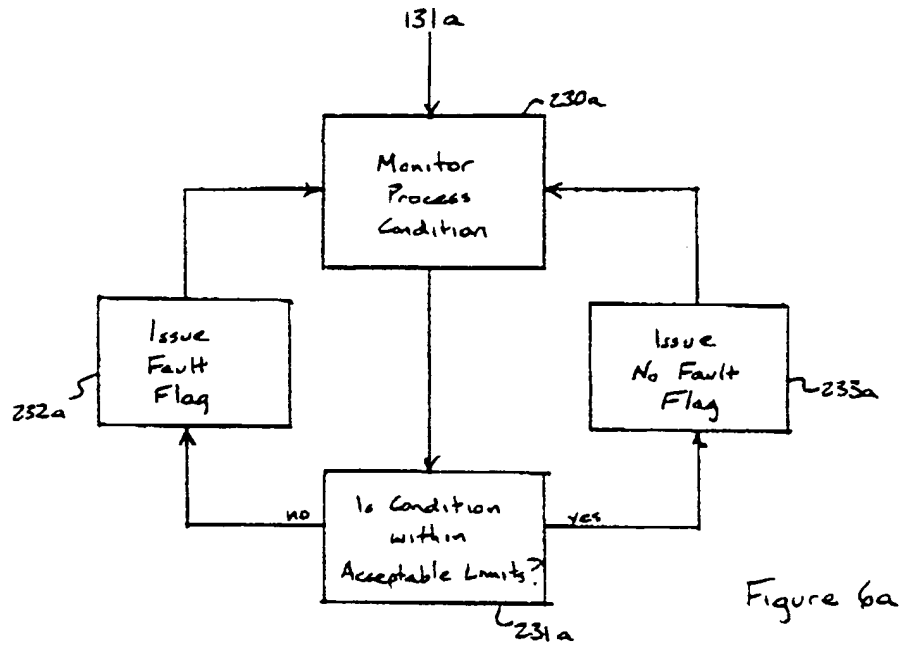 131a
230a
Monitor
Process
Condition
Issue
Fault
Flag
232a
Issue
No Fault
Flag
233a
no
Is Condition
within
Acceptable Limits?
yes
231a
Figure 6a